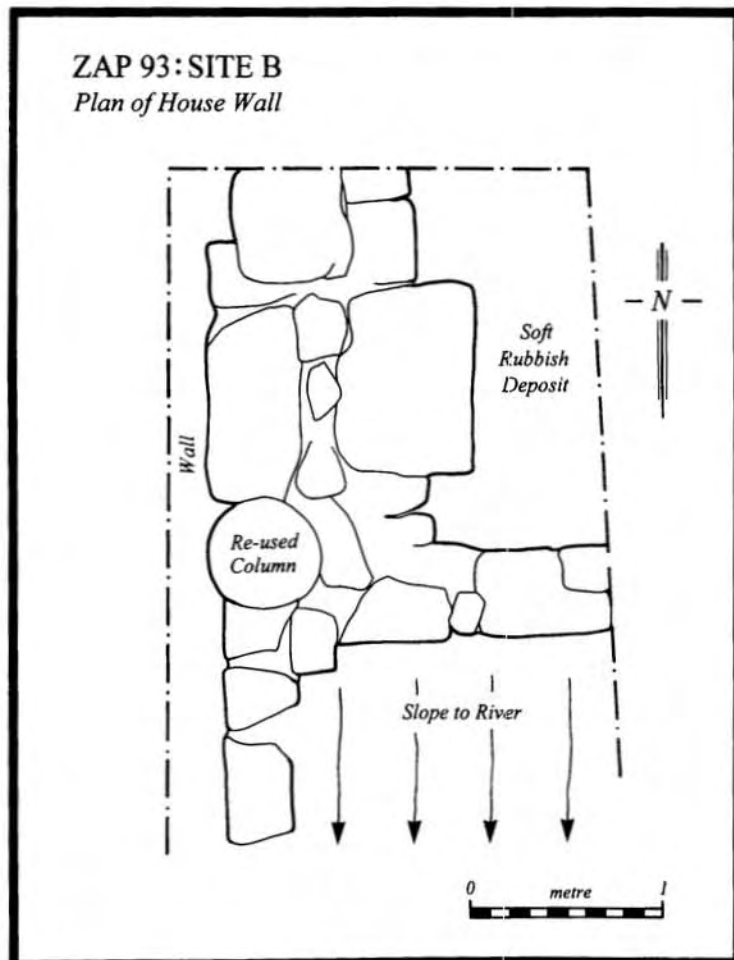 ZAP 93: SITE B
Plan of House Wall
N
Soft
Rubbish
Deposit
Wall
Re-used
Column
Slope to River
0 metre 1